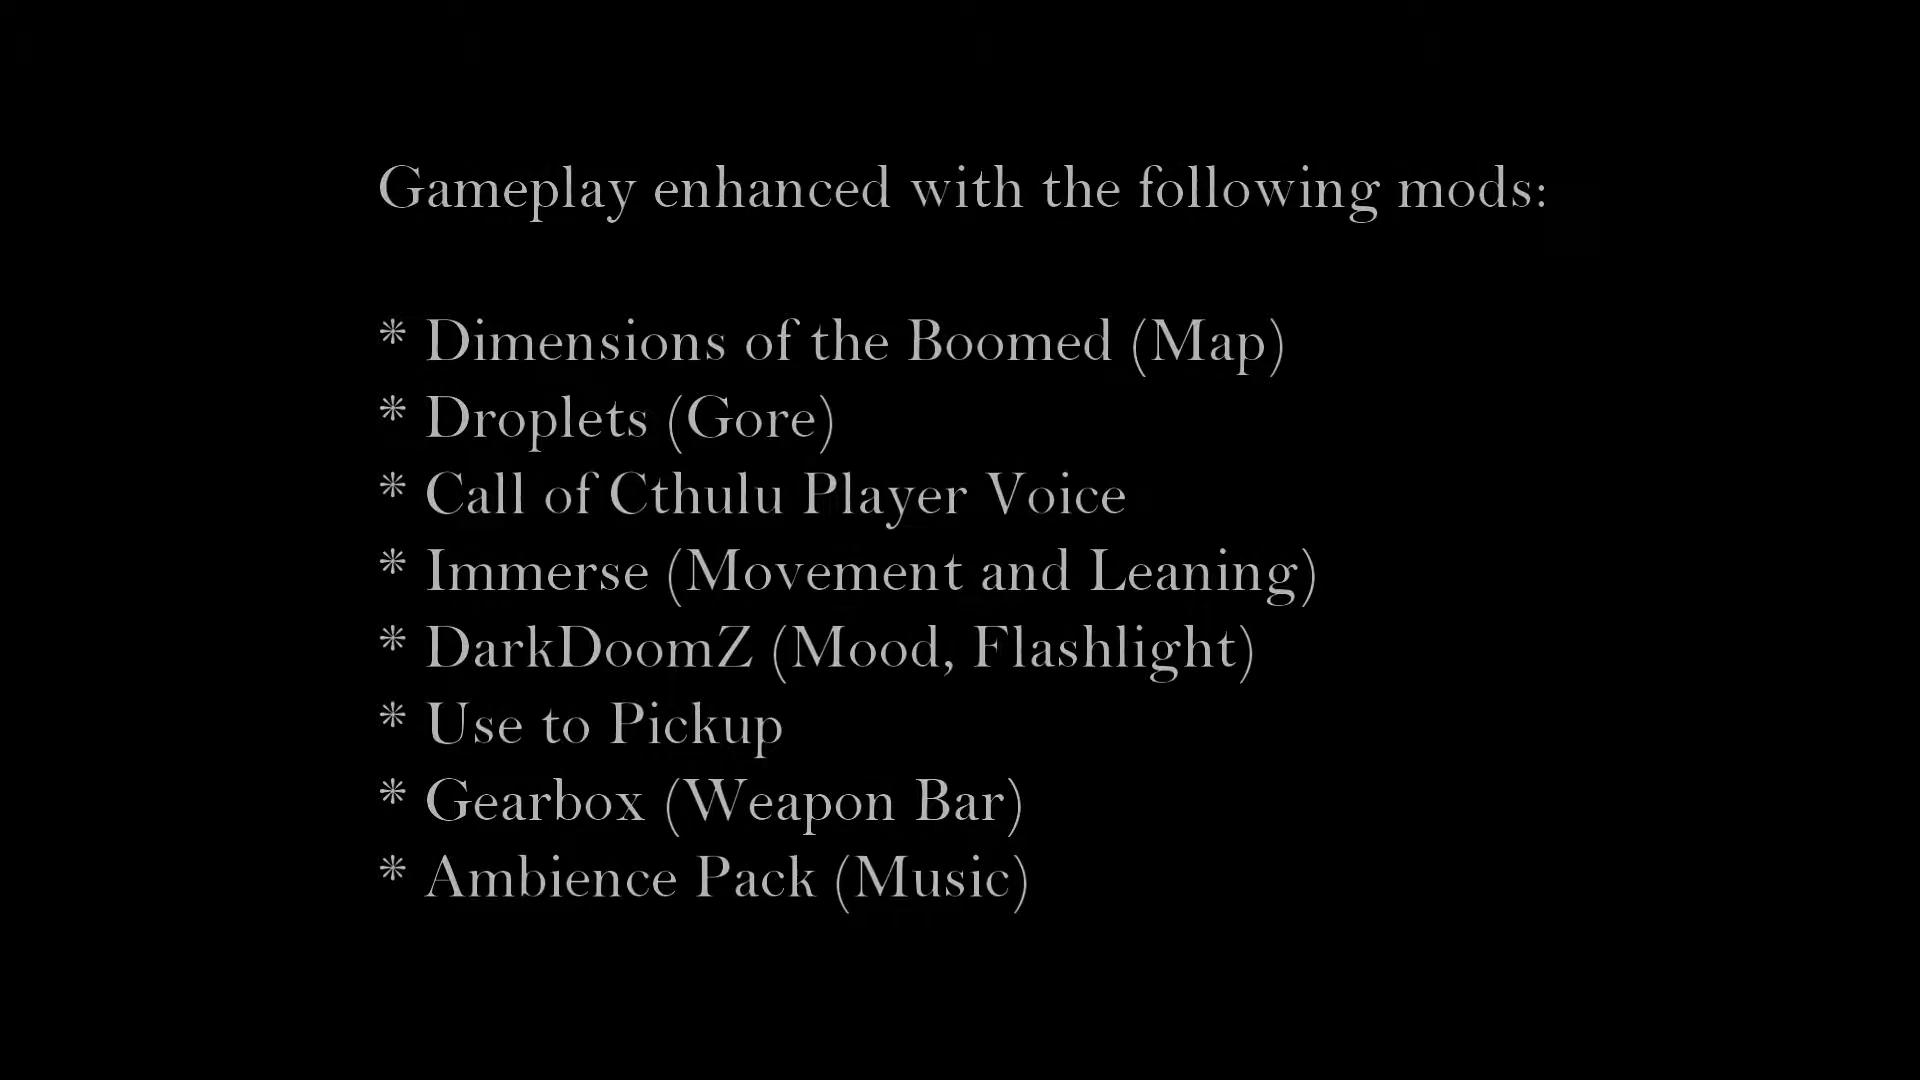 Gameplay enhanced with the following mods:
* Dimensions of the Boomed (Map)
* Droplets (Gore)
* Call of Cthulu Player Voice
* Immerse (Movement and Leaning)
* DarkDoomZ (Mood, Flashlight)
* Use to Pickup
* Gearbox (Weapon Bar)
* Ambience Pack (Music)